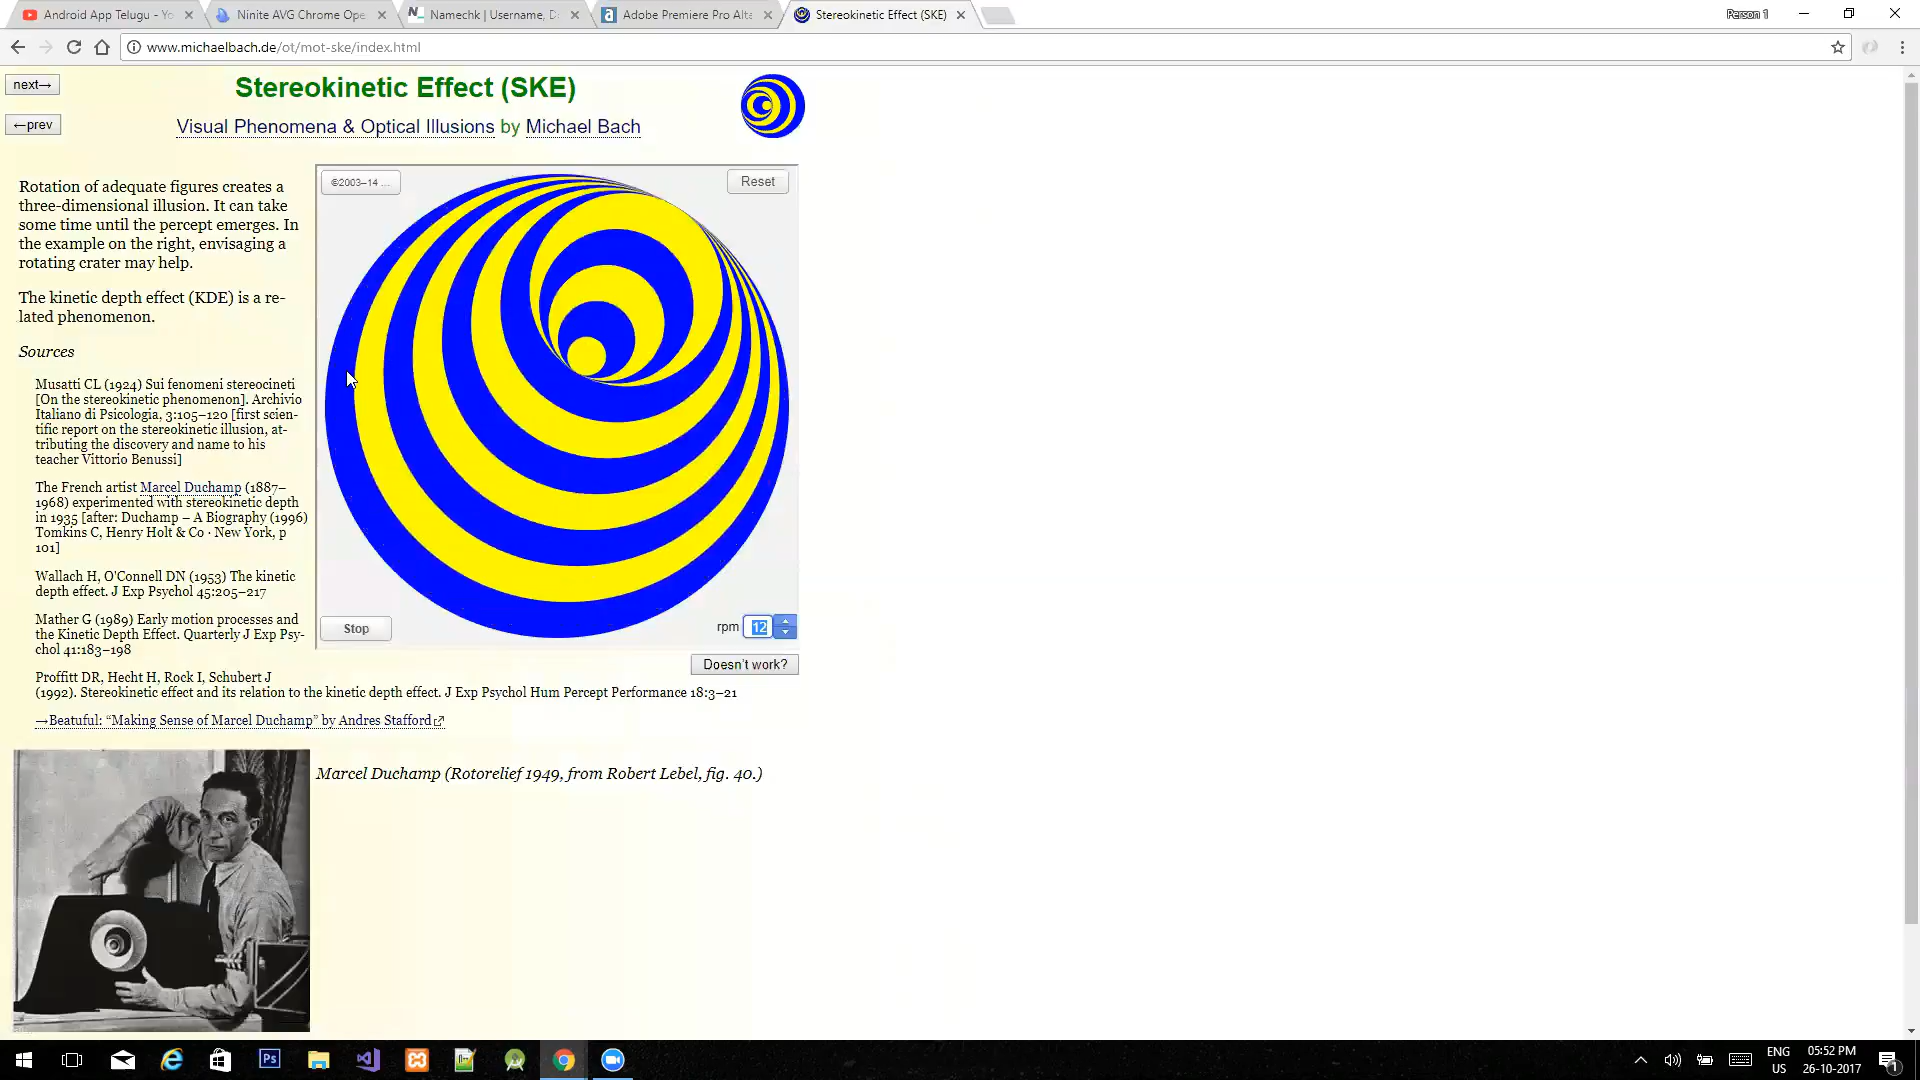 Android App Telugu - Yo
Ninite AVG Chrome Ope
Namechk | Username, D
Adobe Premiere Pro Alte
Stereokinetic Effect (SKE)
Person 1
www.michaelbach.de/ot/mot-ske/index.html
next→
←prev
Stereokinetic Effect (SKE)
Visual Phenomena & Optical Illusions by Michael Bach
Rotation of adequate figures creates a
three-dimensional illusion. It can take
some time until the percept emerges. In
the example on the right, envisaging a
rotating crater may help.
The kinetic depth effect (KDE) is a re-
lated phenomenon.
Sources
Musatti CL (1924) Sui fenomeni stereocineti
[On the stereokinetic phenomenon]. Archivio
Italiano di Psicologia, 3:105–120 [first scien-
tific report on the stereokinetic illusion, at-
tributing the discovery and name to his
teacher Vittorio Benussi]
The French artist Marcel Duchamp (1887–
1968) experimented with stereokinetic depth
in 1935 [after: Duchamp – A Biography (1996)
Tomkins C, Henry Holt & Co · New York, p
101]
Wallach H, O'Connell DN (1953) The kinetic
depth effect. J Exp Psychol 45:205–217
Mather G (1989) Early motion processes and
the Kinetic Depth Effect. Quarterly J Exp Psy-
chol 41:183–198
Proffitt DR, Hecht H, Rock I, Schubert J
(1992). Stereokinetic effect and its relation to the kinetic depth effect. J Exp Psychol Hum Percept Performance 18:3–21
→Beatuful: “Making Sense of Marcel Duchamp” by Andres Stafford
©2003–14 ...
Reset
Stop
rpm 12
Doesn't work?
Marcel Duchamp (Rotorelief 1949, from Robert Lebel, fig. 40.)
Ps
ENG
US
05:52 PM
26-10-2017
1